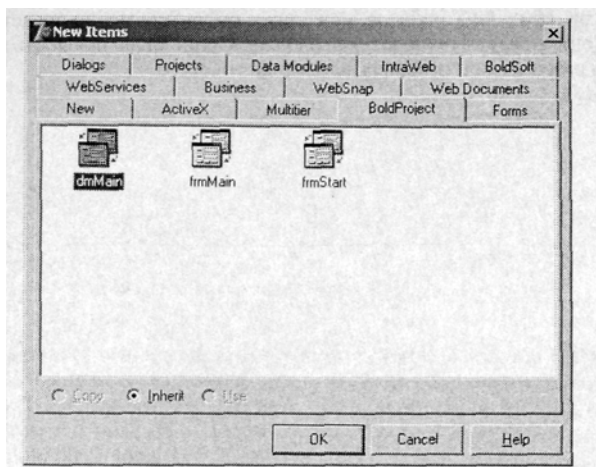 7 New Items
Dialogs Projects Data Modules IntraWeb BoldSoft
WebServices Business WebSnap Web Documents
New ActiveX Multitier BoldProject Forms
dmMain frmMain frmStart
Copy Inherit Use
OK Cancel Help